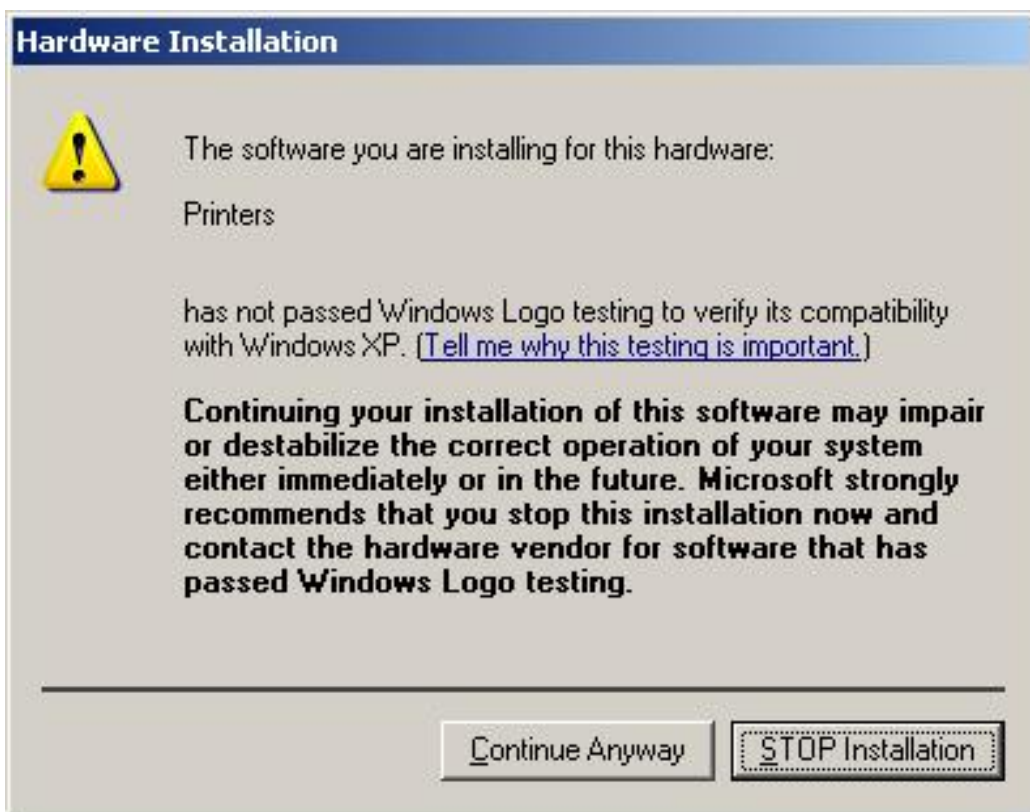 Hardware Installation
The software you are installing for this hardware:
Printers
has not passed Windows Logo testing to verify its compatibility
with Windows XP. (Tell me why this testing is important.)
Continuing your installation of this software may impair
or destabilize the correct operation of your system
either immediately or in the future. Microsoft strongly
recommends that you stop this installation now and
contact the hardware vendor for software that has
passed Windows Logo testing.
Continue Anyway
STOP Installation